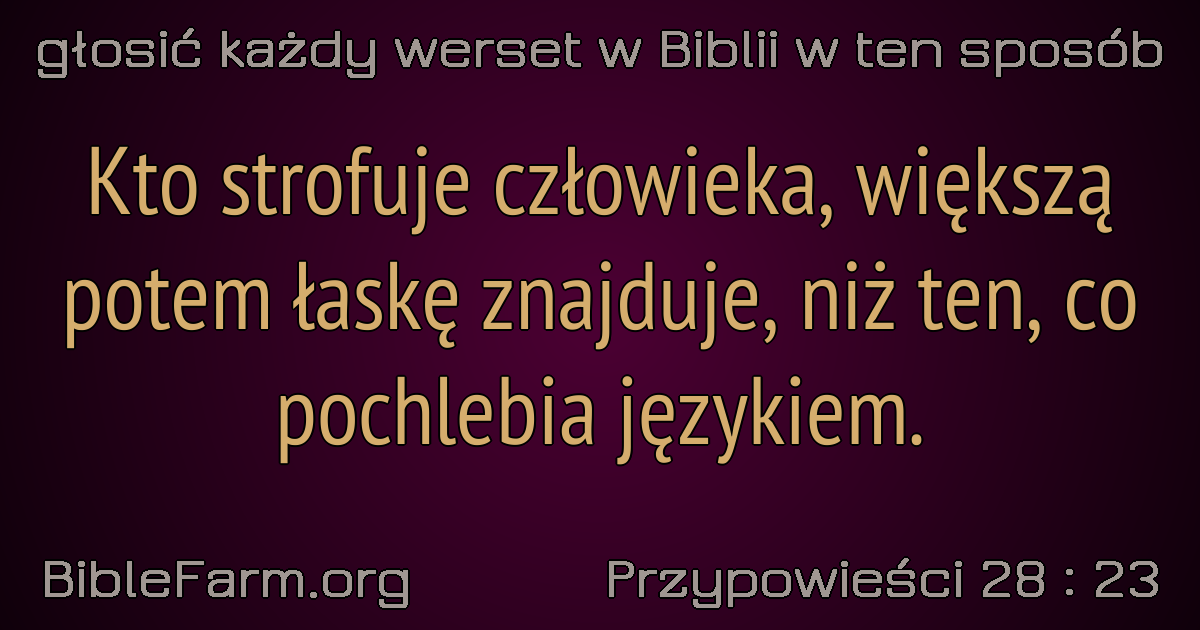 głosić każdy werset w Biblii w ten sposób
Kto strofuje człowieka, większą
potem łaskę znajduje, niż ten, co
pochlebia językiem.
BibleFarm.org
Przypowieści 28 : 23